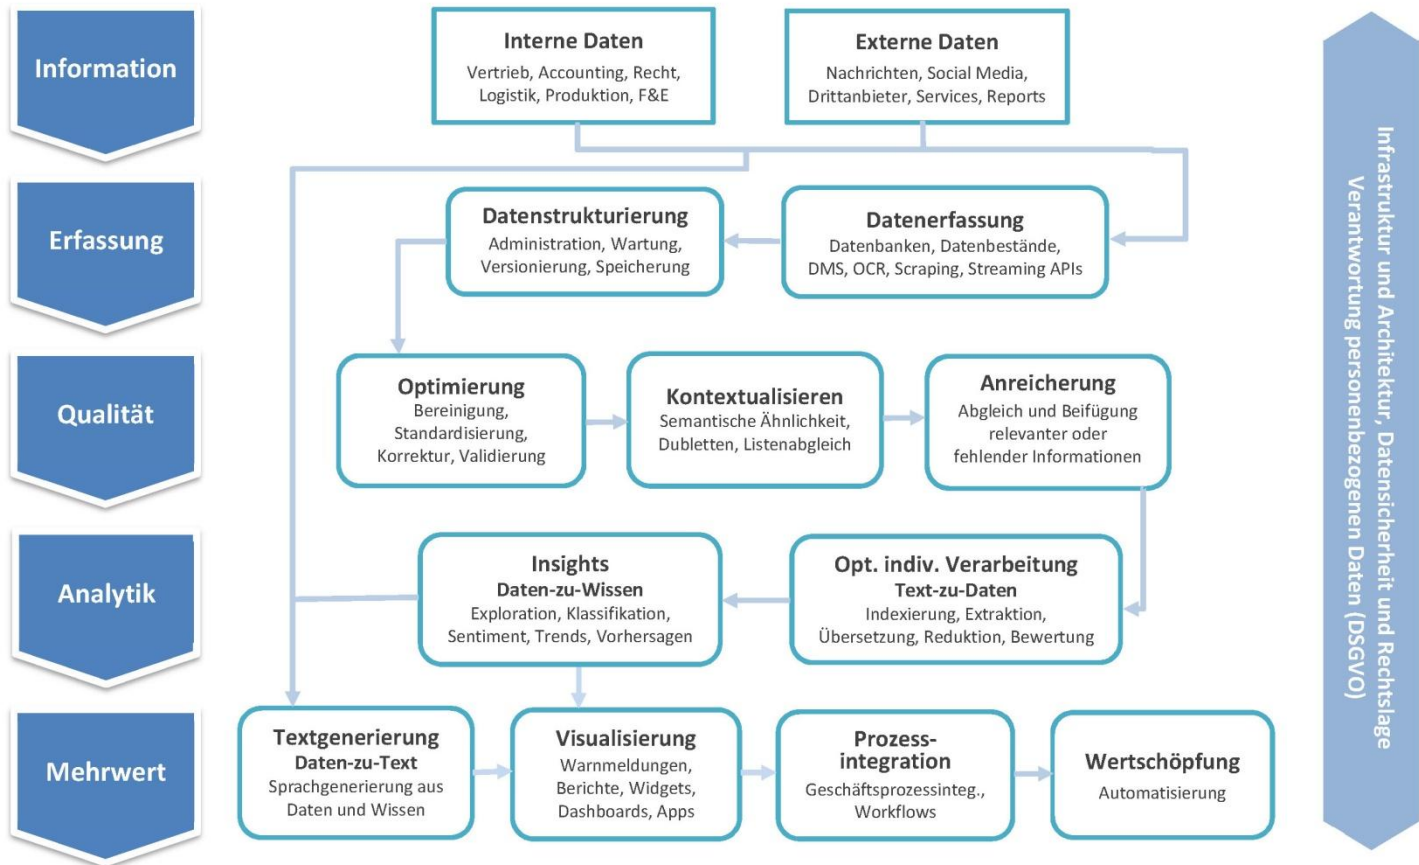 Information
Interne Daten
Vertrieb, Accounting, Recht,
Logistik, Produktion, F&E
Externe Daten
Nachrichten, Social Media,
Drittanbieter, Services, Reports
Erfassung
Datenstrukturierung
Administration, Wartung,
Versionierung, Speicherung
Datenerfassung
Datenbanken, Datenbestände,
DMS, OCR, Scraping, Streaming APIs
Qualität
Optimierung
Bereinigung,
Standardisierung,
Korrektur, Validierung
Kontextualisieren
Semantische Ähnlichkeit,
Dubletten, Listenabgleich
Anreicherung
Abgleich und Beifügung
relevanter oder
fehlender Informationen
Analytik
Insights
Daten-zu-Wissen
Exploration, Klassifikation,
Sentiment, Trends, Vorhersagen
Opt. indiv. Verarbeitung
Text-zu-Daten
Indexierung, Extraktion,
Übersetzung, Reduktion, Bewertung
Mehrwert
Textgenerierung
Daten-zu-Text
Sprachgenerierung aus
Daten und Wissen
Visualisierung
Warnmeldungen,
Berichte, Widgets,
Dashboards, Apps
Prozess-
integration
Geschäftsprozessinteg.,
Workflows
Wertschöpfung
Automatisierung
Infrastruktur und Architektur, Datensicherheit und Rechtslage
Verantwortung personenbezogenen Daten (DSGVO)